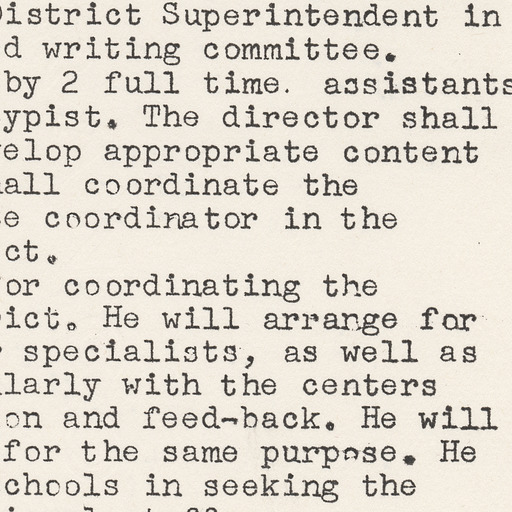 District Superintendent in
d writing committee.
by 2 full time. assistants
ypist. The director shall
velop appropriate content
all coordinate the
e coordinator in the
ct.
or coordinating the
ict. He will arrange for
specialists, as well as
larly with the centers
on and feed-back. He will
for the same purpose. He
chools in seeking the